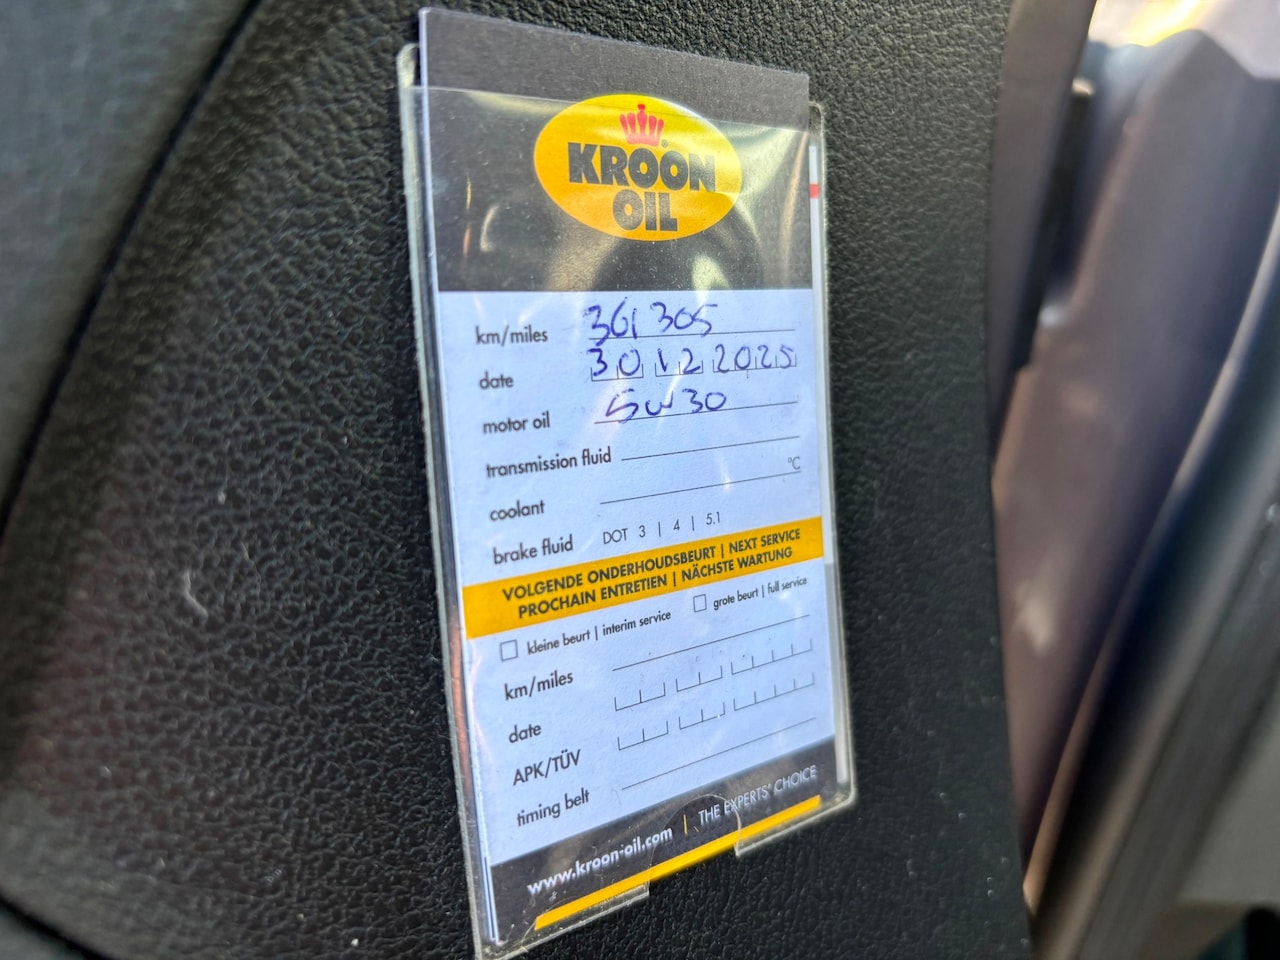 KROON
OIL
km/miles 361 305
date 30 12 2025
motor oil 5W30
transmission fluid
coolant °C
brake fluid DOT 3 | 4 | 5.1
VOLGENDE ONDERHOUDSBEURT | NEXT SERVICE
PROCHAIN ENTRETIEN | NÄCHSTE WARTUNG
kleine beurt | interim service grote beurt | full service
km/miles
date
APK/TÜV
timing belt
www.kroon-oil.com | THE EXPERTS' CHOICE